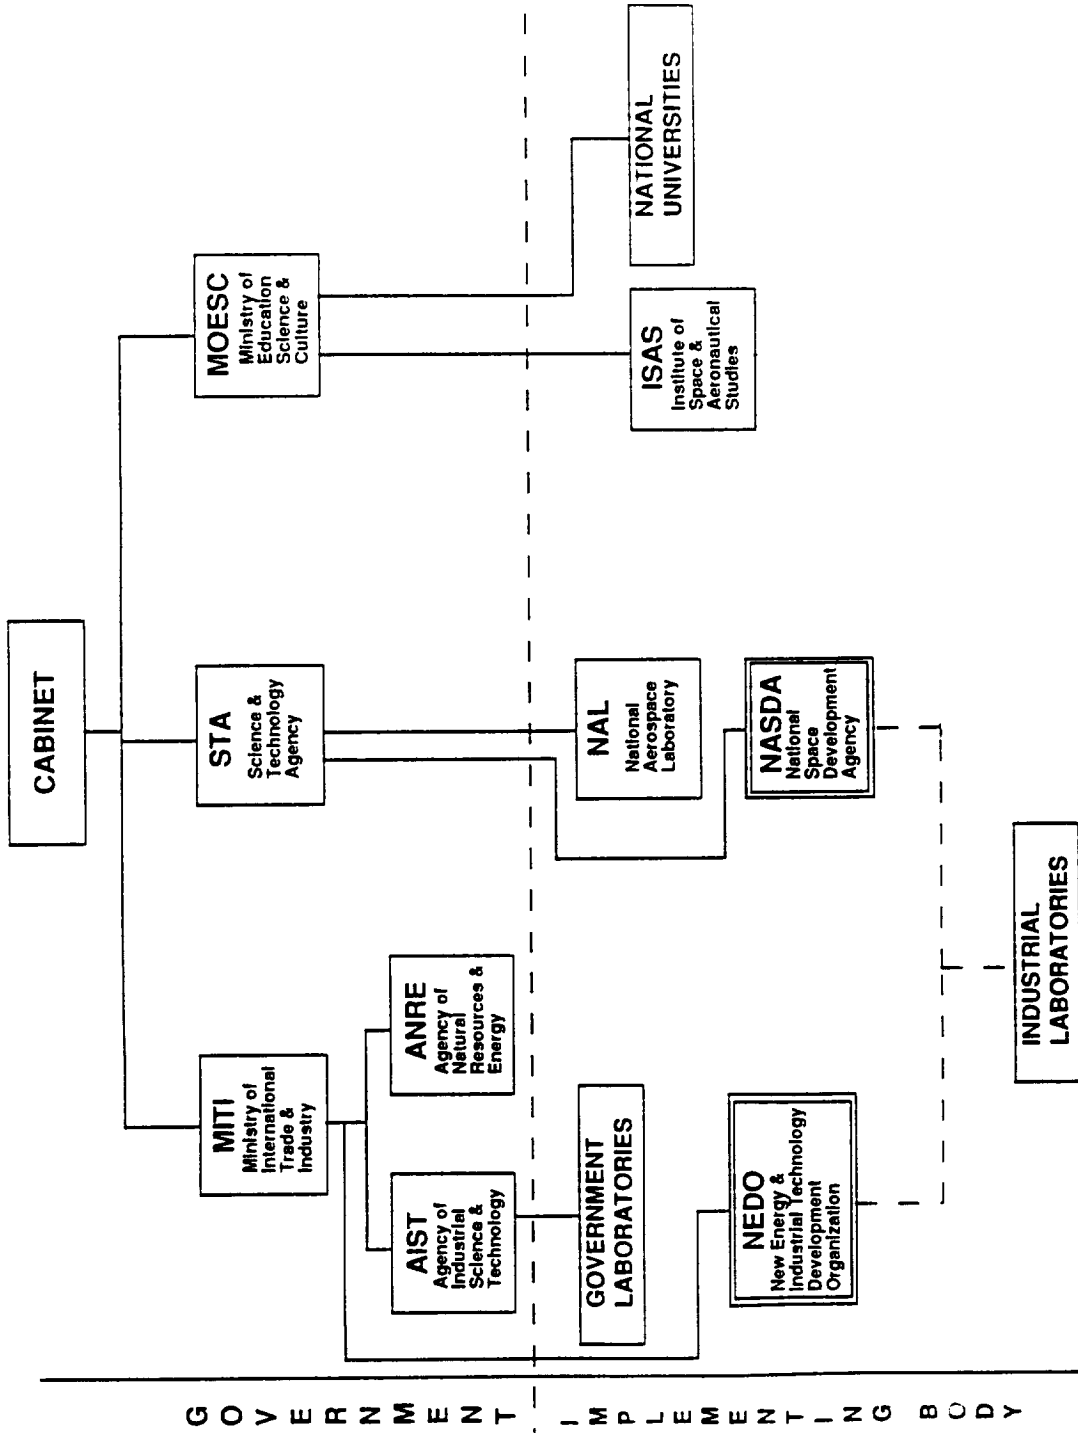 CABINET
MITI
Ministry of
International
Trade &
Industry
STA
Science &
Technology
Agency
MOESC
Ministry of
Education
Science &
Culture
AIST
Agency of
Industrial
Science &
Technology
ANRE
Agency of
Natural
Resources &
Energy
GOVERNMENT
LABORATORIES
NAL
National
Aerospace
Laboratory
ISAS
Institute of
Space &
Aeronautical
Studies
NATIONAL
UNIVERSITIES
NEDO
New Energy &
Industrial Technology
Development
Organization
NASDA
National
Space
Development
Agency
INDUSTRIAL
LABORATORIES
GOVERNMENT
IMPLEMENTING BODY